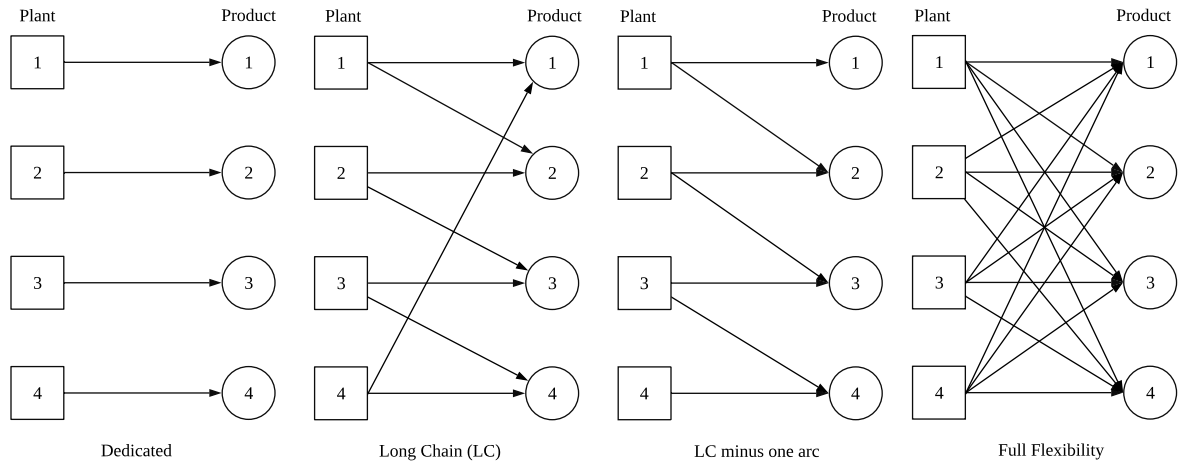 Plant Product Plant Product Plant Product Plant Product
1 1 1 1 1 1 1 1
2 2 2 2 2 2 2 2
3 3 3 3 3 3 3 3
4 4 4 4 4 4 4 4
Dedicated Long Chain (LC) LC minus one arc Full Flexibility